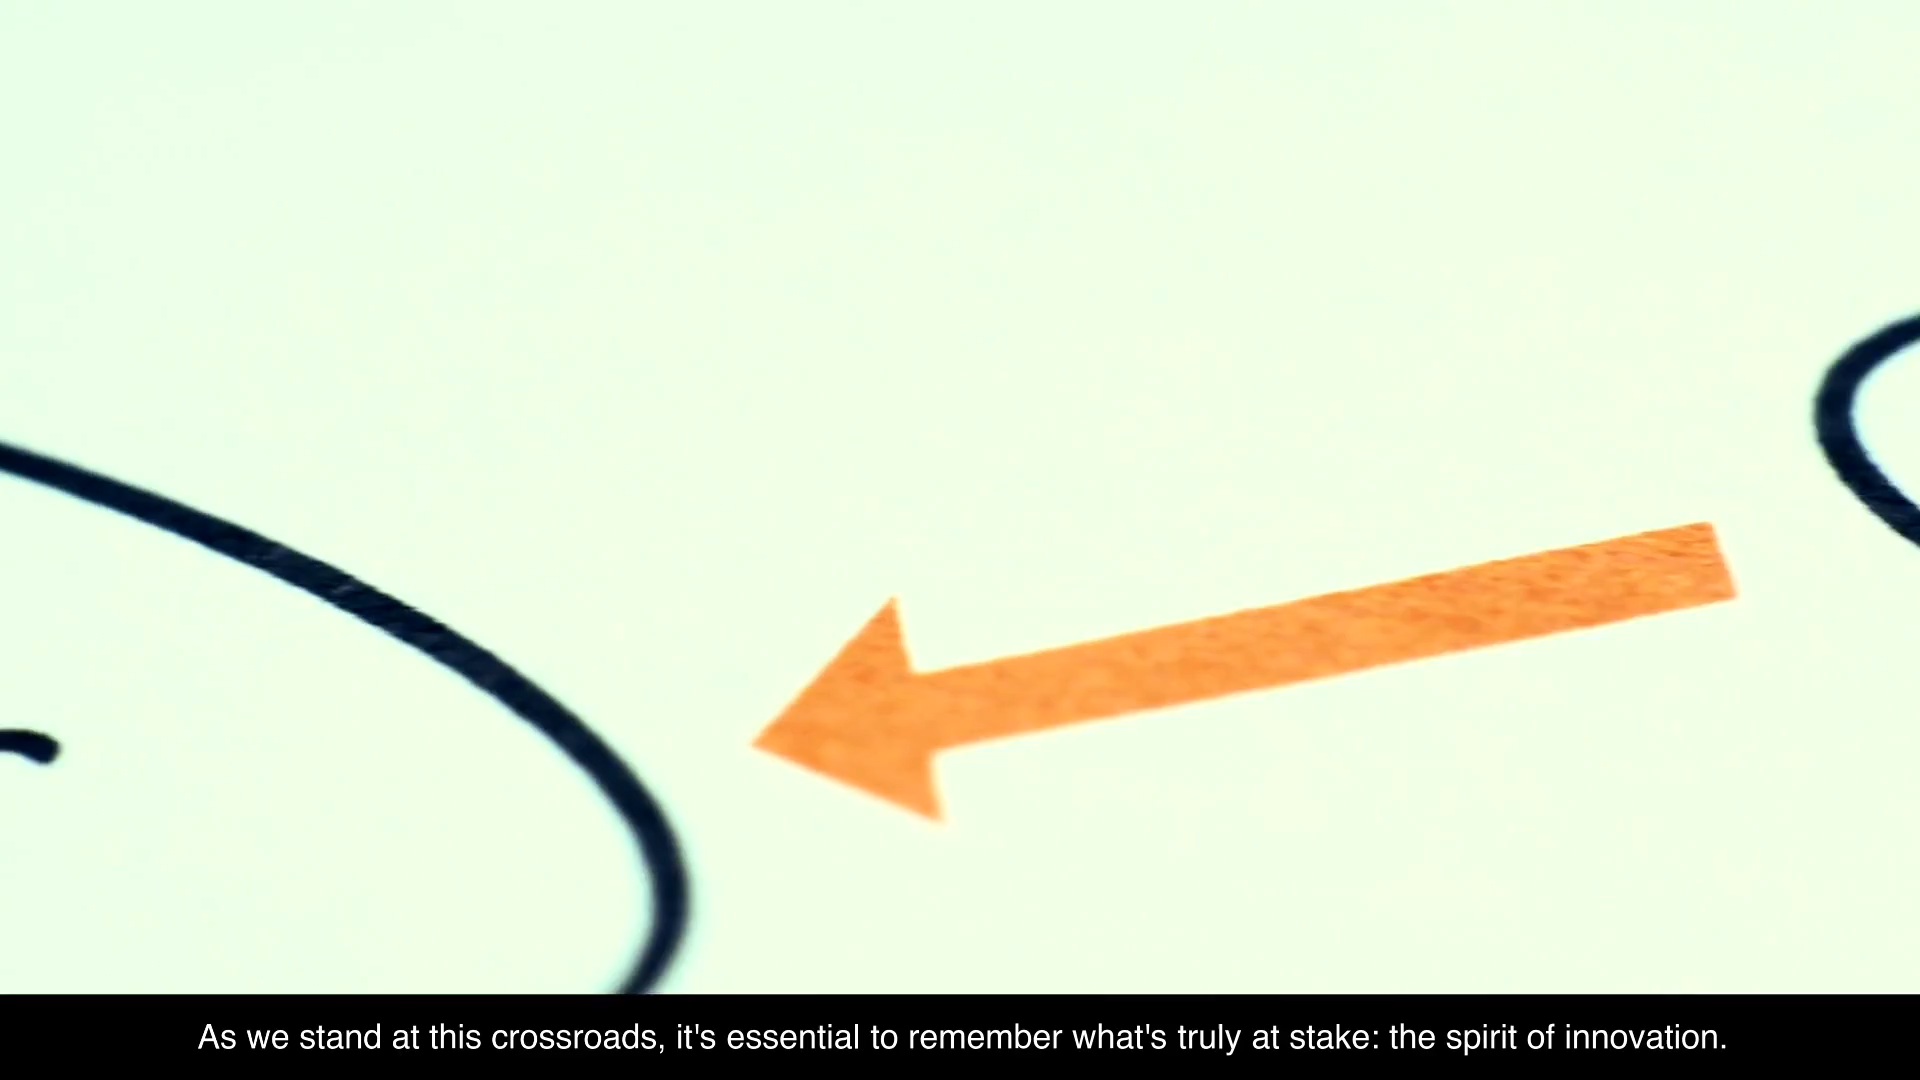 As we stand at this crossroads, it's essential to remember what's truly at stake: the spirit of innovation.